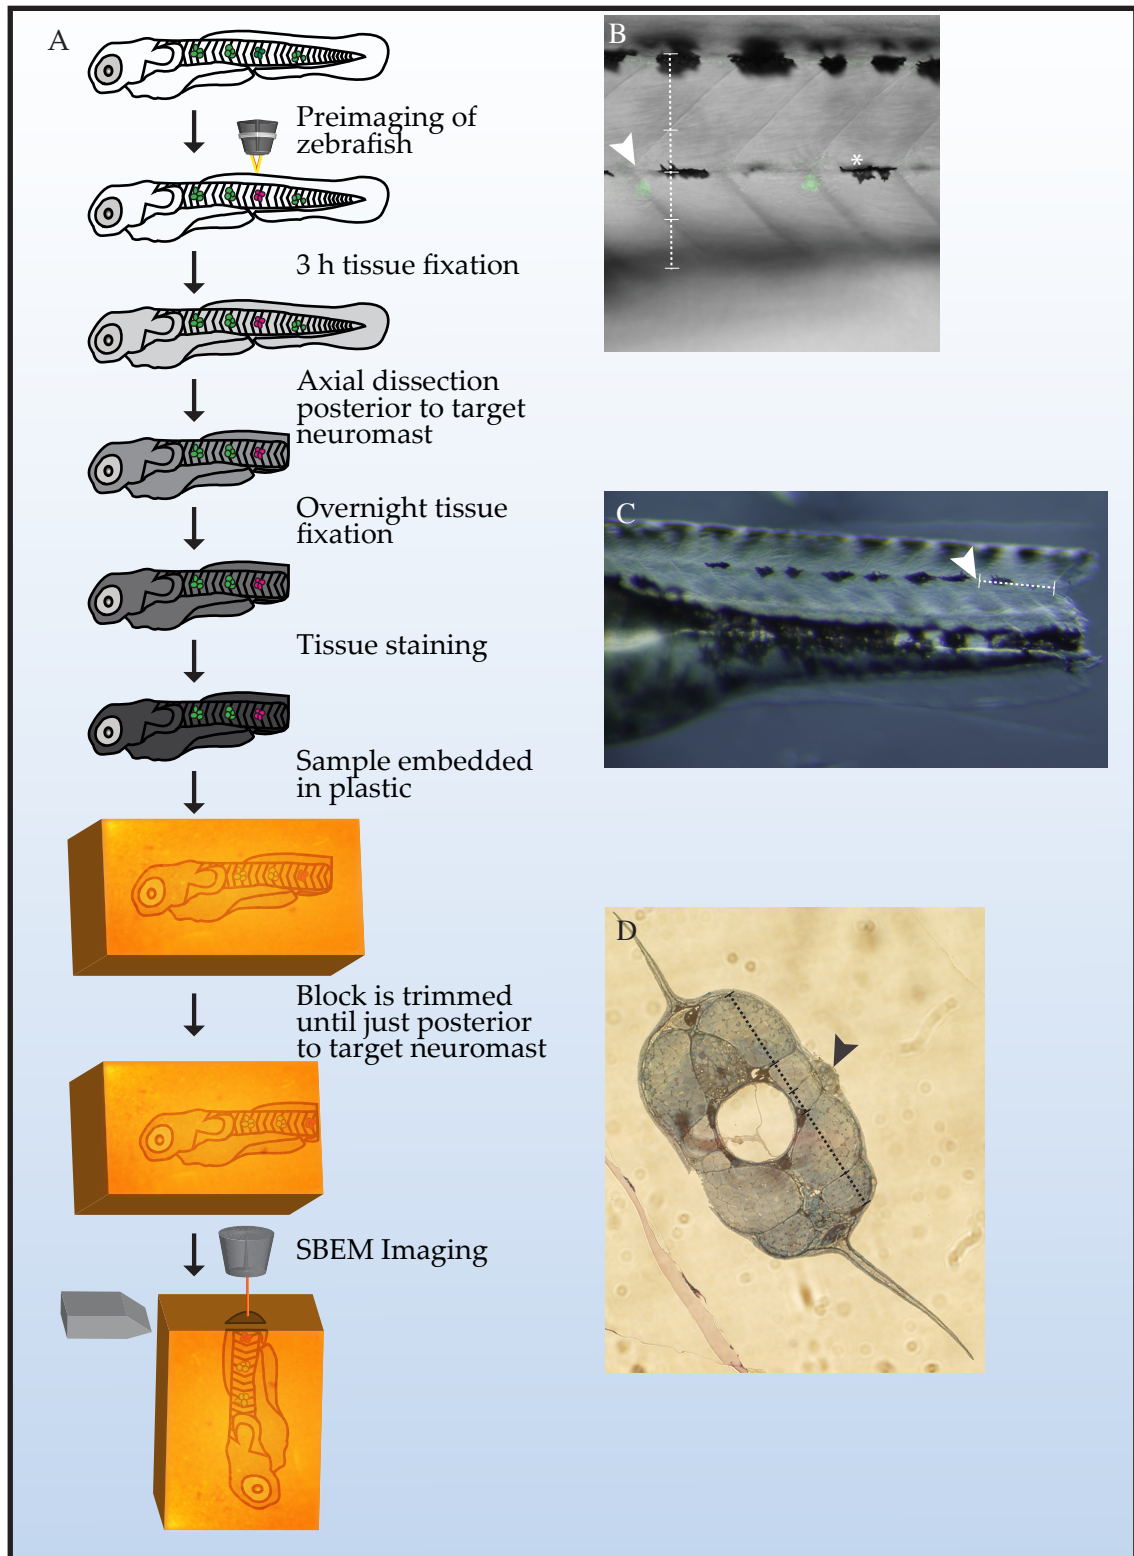 A
Preimaging of
zebrafish
3 h tissue fixation
Axial dissection
posterior to target
neuromast
Overnight tissue
fixation
Tissue staining
Sample embedded
in plastic
Block is trimmed
until just posterior
to target neuromast
SBEM Imaging
B
*
C
D